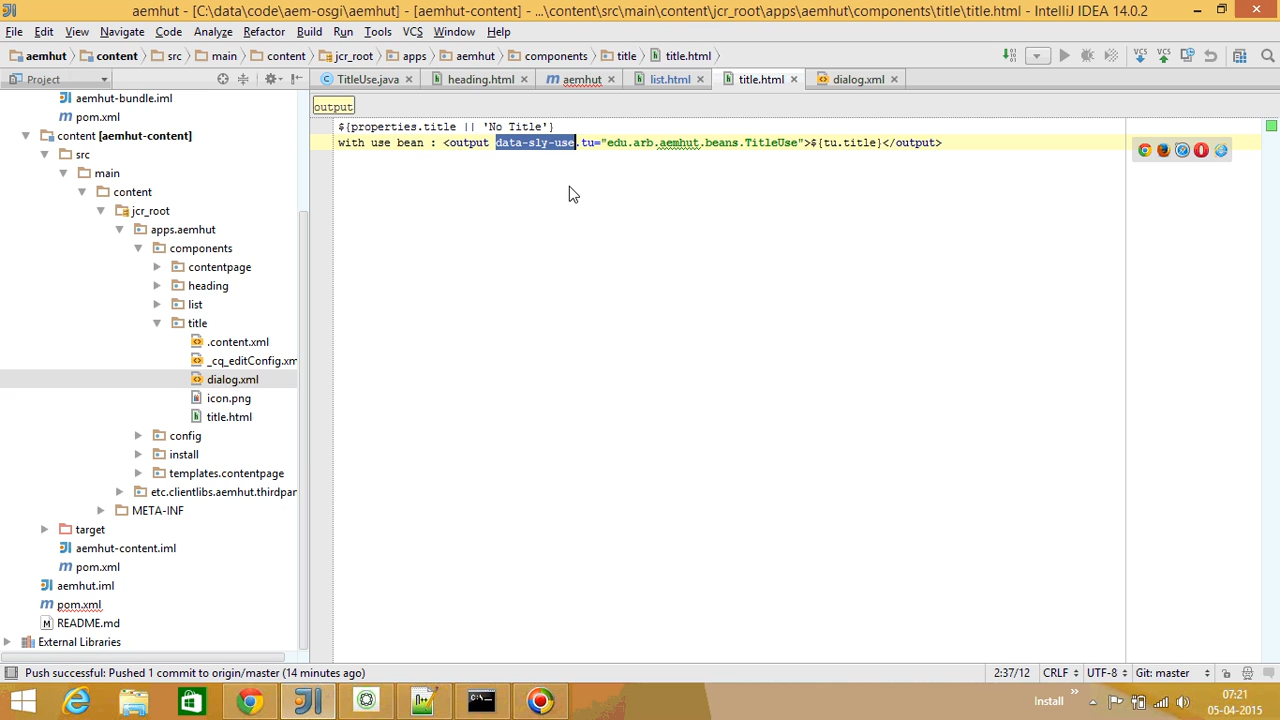 aemhut - [C:\data\code\aem-osgi\aemhut] - [aemhut-content] - ...\content\src\main\content\jcr_root\apps\aemhut\components\title\title.html - IntelliJ IDEA 14.0.2
File Edit View Navigate Code Analyze Refactor Build Run Tools VCS Window Help
aemhut content src main content jcr_root apps aemhut components title title.html
VCS VCS
Project TitleUse.java heading.html aemhut list.html title.html dialog.xml
output
aemhut-bundle.iml
pom.xml
content [aemhut-content]
src
main
content
jcr_root
apps.aemhut
components
contentpage
heading
list
title
.content.xml
_cq_editConfig.xm
dialog.xml
icon.png
title.html
config
install
templates.contentpage
etc.clientlibs.aemhut.thirdpar
META-INF
target
aemhut-content.iml
pom.xml
aemhut.iml
pom.xml
README.md
External Libraries
${properties.title || 'No Title'}
with use bean : <output data-sly-use.tu="edu.arb.aemhut.beans.TitleUse">${tu.title}</output>
Push successful: Pushed 1 commit to origin/master (14 minutes ago) 2:37/12 CRLF UTF-8 Git: master
Install 07:21
05-04-2015